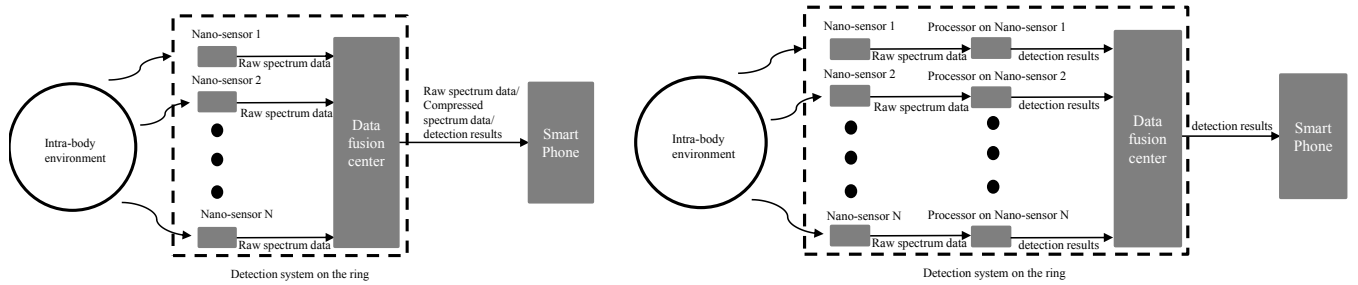 Nano-sensor 1
Raw spectrum data
Nano-sensor 2
Raw spectrum data
Nano-sensor N
Raw spectrum data
Intra-body
environment
Data
fusion
center
Raw spectrum data/
Compressed
spectrum data/
detection results
Smart
Phone
Detection system on the ring
Nano-sensor 1
Processor on Nano-sensor 1
Raw spectrum data
detection results
Nano-sensor 2
Processor on Nano-sensor 2
Raw spectrum data
detection results
Nano-sensor N
Processor on Nano-sensor N
Raw spectrum data
detection results
Intra-body
environment
Data
fusion
center
detection results
Smart
Phone
Detection system on the ring